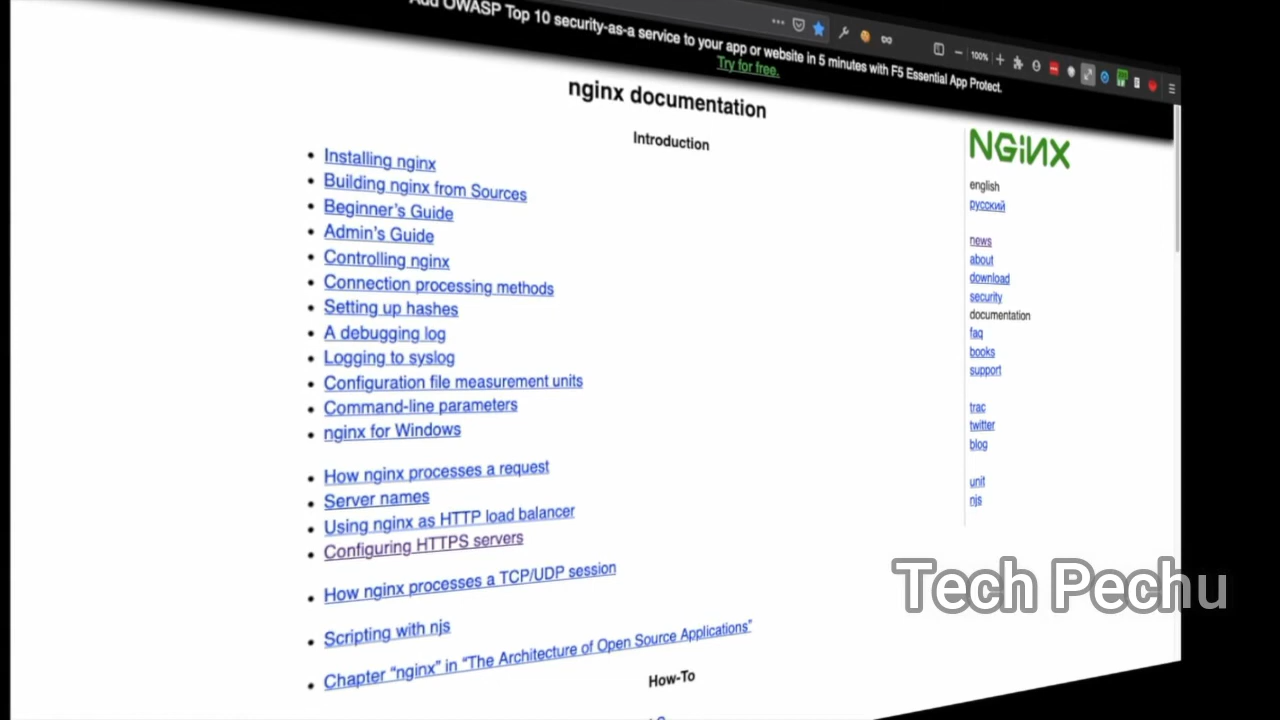 Add OWASP Top 10 security-as-a service to your app or website in 5 minutes with F5 Essential App Protect.
Try for free.
100%
nginx documentation
Introduction
Installing nginx
Building nginx from Sources
Beginner's Guide
Admin's Guide
Controlling nginx
Connection processing methods
Setting up hashes
A debugging log
Logging to syslog
Configuration file measurement units
Command-line parameters
nginx for Windows
How nginx processes a request
Server names
Using nginx as HTTP load balancer
Configuring HTTPS servers
How nginx processes a TCP/UDP session
Scripting with njs
Chapter “nginx” in “The Architecture of Open Source Applications”
How-To
NGiNX
english
русский
news
about
download
security
documentation
faq
books
support
trac
twitter
blog
unit
njs
Tech Pechu